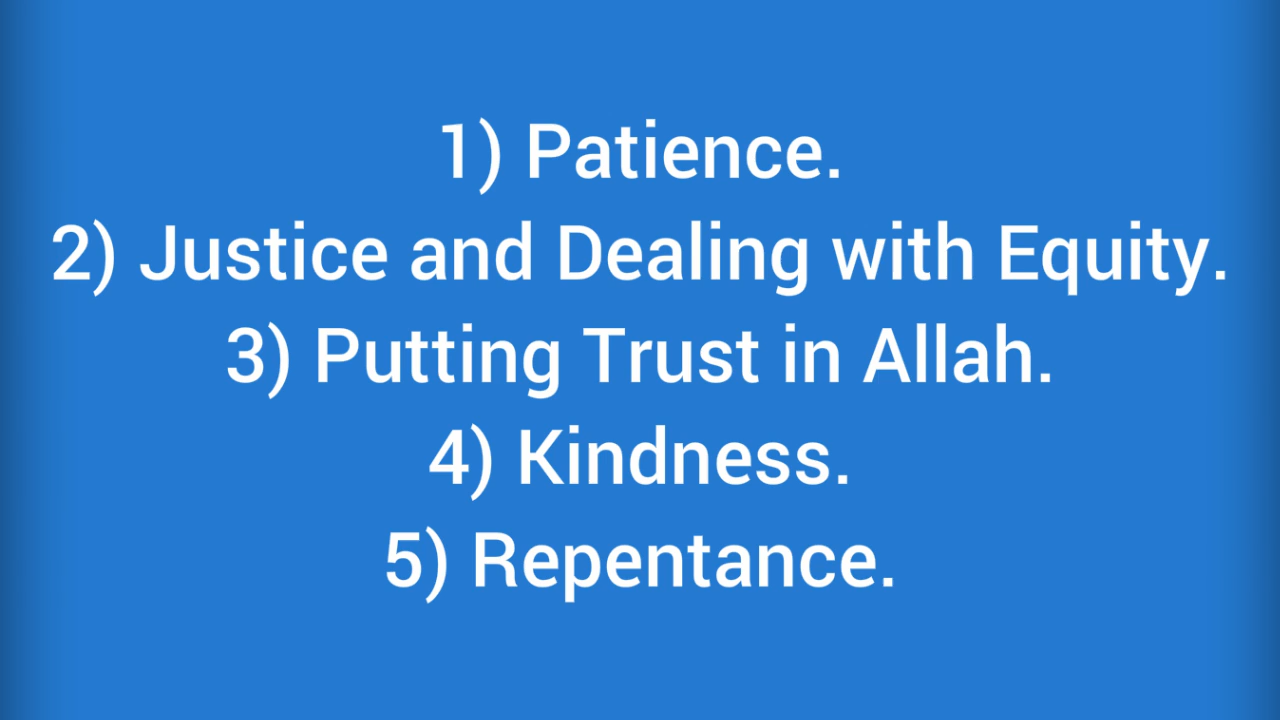 1) Patience.
2) Justice and Dealing with Equity.
3) Putting Trust in Allah.
4) Kindness.
5) Repentance.